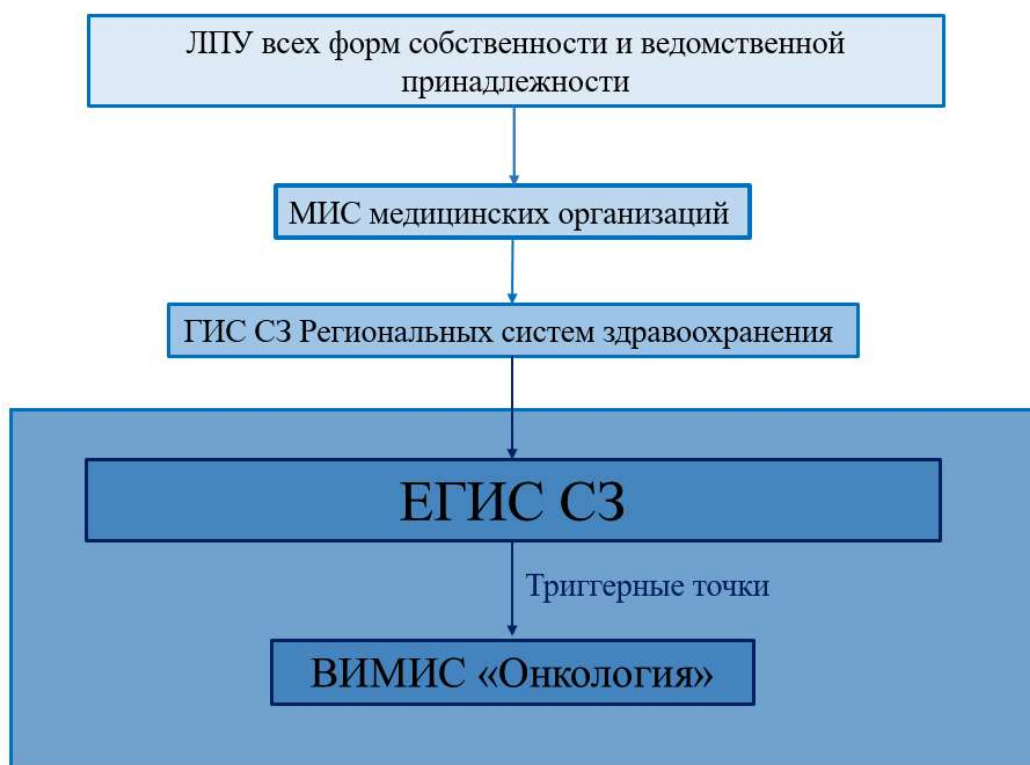 ЛПУ всех форм собственности и ведомственной
принадлежности
МИС медицинских организаций
ГИС СЗ Региональных систем здравоохранения
ЕГИС СЗ
Триггерные точки
ВИМИС «Онкология»